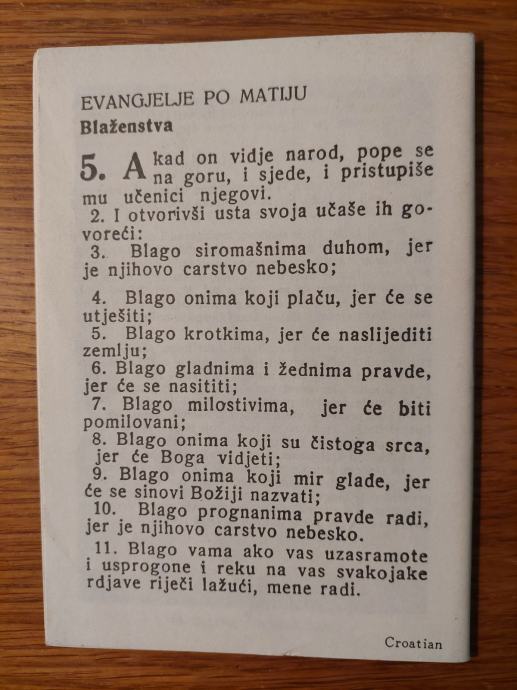 EVANGJELJE PO MATIJU
Blaženstva
5. A kad on vidje narod, pope se
na goru, i sjede, i pristupiše
mu učenici njegovi.
2. I otvorivši usta svoja učaše ih go-
voreći:
3. Blago siromašnima duhom, jer
je njihovo carstvo nebesko;
4. Blago onima koji plaču, jer će se
utješiti;
5. Blago krotkima, jer će naslijediti
zemlju;
6. Blago gladnima i žednima pravde,
jer će se nasititi;
7. Blago milostivima, jer će biti
pomilovani;
8. Blago onima koji su čistoga srca,
jer će Boga vidjeti;
9. Blago onima koji mir glade, jer
će se sinovi Božiji nazvati;
10. Blago prognanima pravde radi,
jer je njihovo carstvo nebesko.
11. Blago vama ako vas uzasramote
i usprogone i reku na vas svakojake
rdjave riječi lažući, mene radi.
Croatian